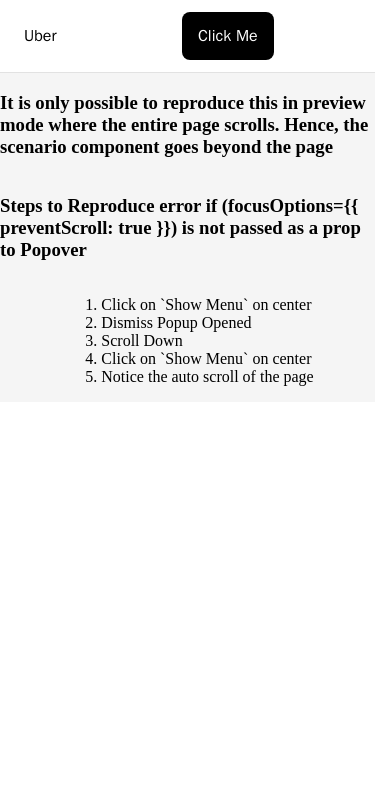 Uber
Click Me
It is only possible to reproduce this in preview
mode where the entire page scrolls. Hence, the
scenario component goes beyond the page
Steps to Reproduce error if (focusOptions={{
preventScroll: true }}) is not passed as a prop
to Popover
1. Click on `Show Menu` on center
2. Dismiss Popup Opened
3. Scroll Down
4. Click on `Show Menu` on center
5. Notice the auto scroll of the page